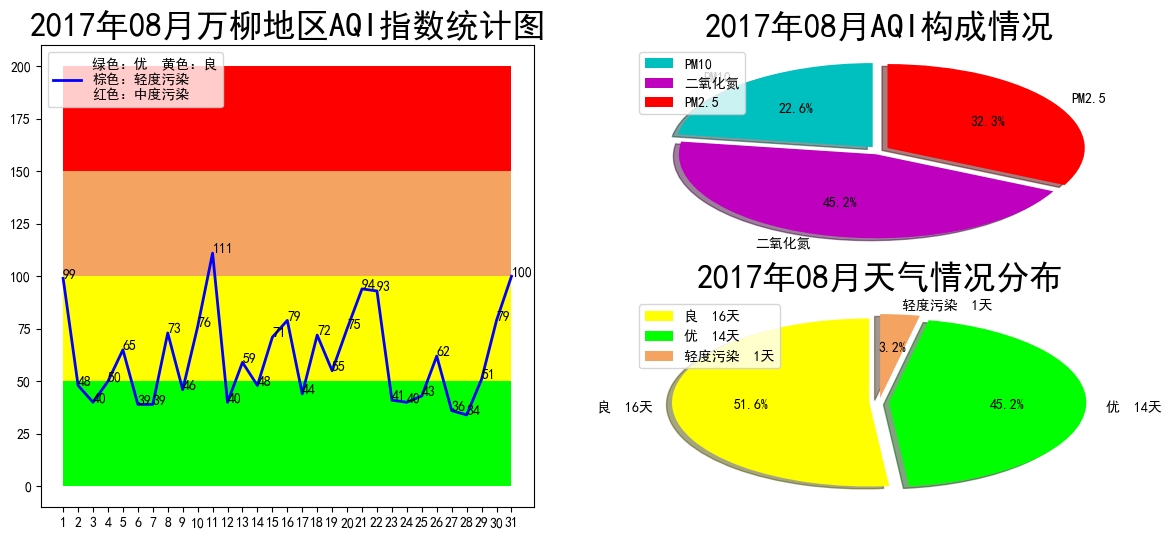 2017年08月万柳地区AQI指数统计图
绿色：优　黄色：良
棕色：轻度污染
红色：中度污染
200
175
150
125
100
75
50
25
0
99
48
40
50
65
39
39
73
46
76
111
40
59
48
71
79
44
72
55
75
94
93
41
40
43
62
36
34
51
79
100
1 2 3 4 5 6 7 8 9 10 11 12 13 14 15 16 17 18 19 20 21 22 23 24 25 26 27 28 29 30 31
2017年08月AQI构成情况
PM10
二氧化氮
PM2.5
PM10
22.6%
PM2.5
32.3%
45.2%
二氧化氮
2017年08月天气情况分布
良　16天
优　14天
轻度污染　1天
轻度污染　1天
3.2%
良　16天
51.6%
45.2%
优　14天